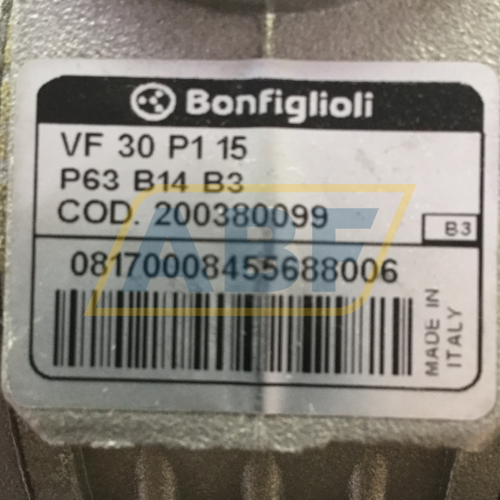 Bonfiglioli
VF 30 P1 15
P63 B14 B3
COD. 200380099
B3
08170008455688006
MADE IN
ITALY
ABF